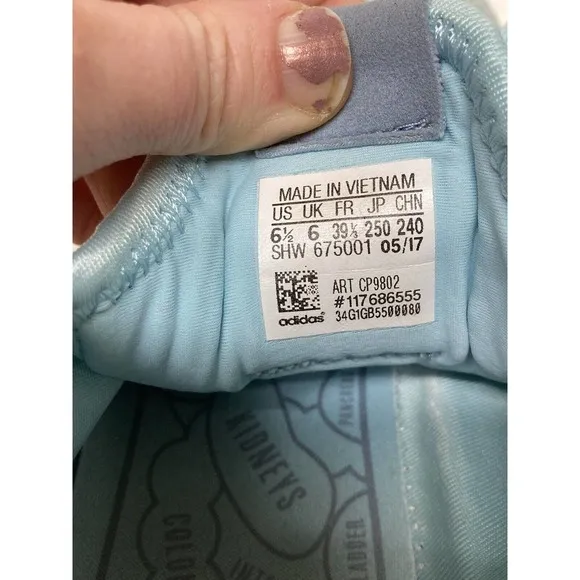 MADE IN VIETNAM
US UK FR JP CHN
6½ 6 39⅓ 250 240
SHW 675001 05/17
ART CP9802
#117686555
34G1GB5500080
adidas
KIDNEYS